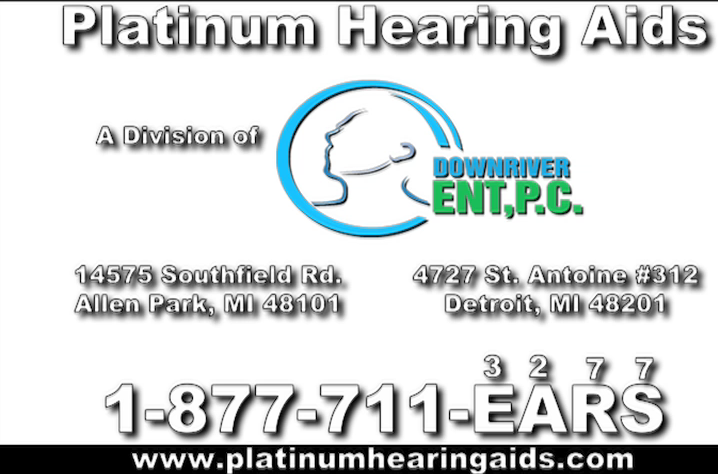 Platinum Hearing Aids
A Division of
DOWNRIVER
ENT,P.C.
14575 Southfield Rd.
Allen Park, MI 48101
4727 St. Antoine #312
Detroit, MI 48201
3 2 7 7
1-877-711-EARS
www.platinumhearingaids.com